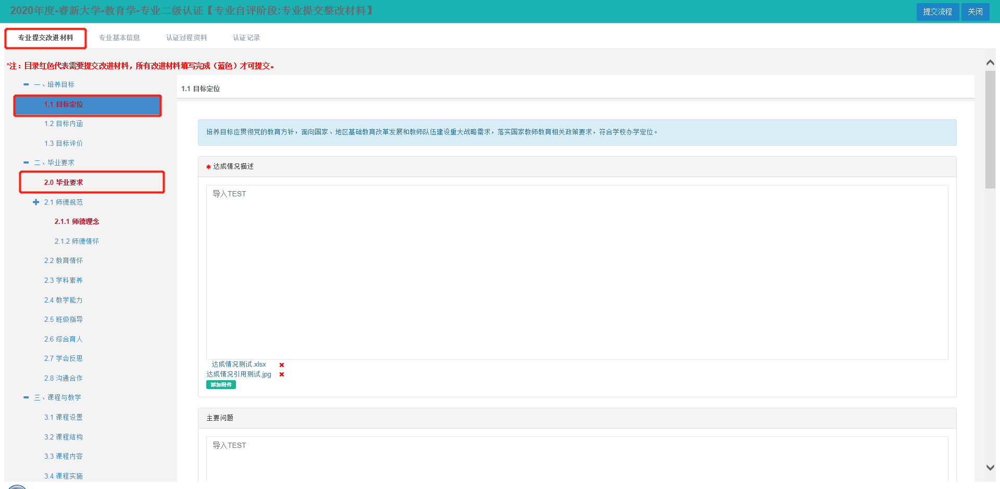 2020年度-睿新大学-教育学-专业二级认证【专业自评阶段:专业提交整改材料】
提交流程 关闭
专业提交改进材料 专业基本信息 认证过程资料 认证记录
*注：目录红色代表需要提交改进材料，所有改进材料填写完成（蓝色）才可提交。
一、培养目标
1.1 目标定位
1.2 目标内涵
1.3 目标评价
二、毕业要求
2.0 毕业要求
2.1 师德规范
2.1.1 师德理念
2.1.2 师德情怀
2.2 教育情怀
2.3 学科素养
2.4 教学能力
2.5 班级指导
2.6 综合育人
2.7 学会反思
2.8 沟通合作
三、课程与教学
3.1 课程设置
3.2 课程结构
3.3 课程内容
3.4 课程实施
1.1 目标定位
培养目标应贯彻党的教育方针，面向国家、地区基础教育改革发展和教师队伍建设重大战略需求，落实国家教师教育相关政策要求，符合学校办学定位。
✱ 达成情况描述
导入TEST
达成情况测试.xlsx
达成情况引用测试.jpg
添加附件
主要问题
导入TEST